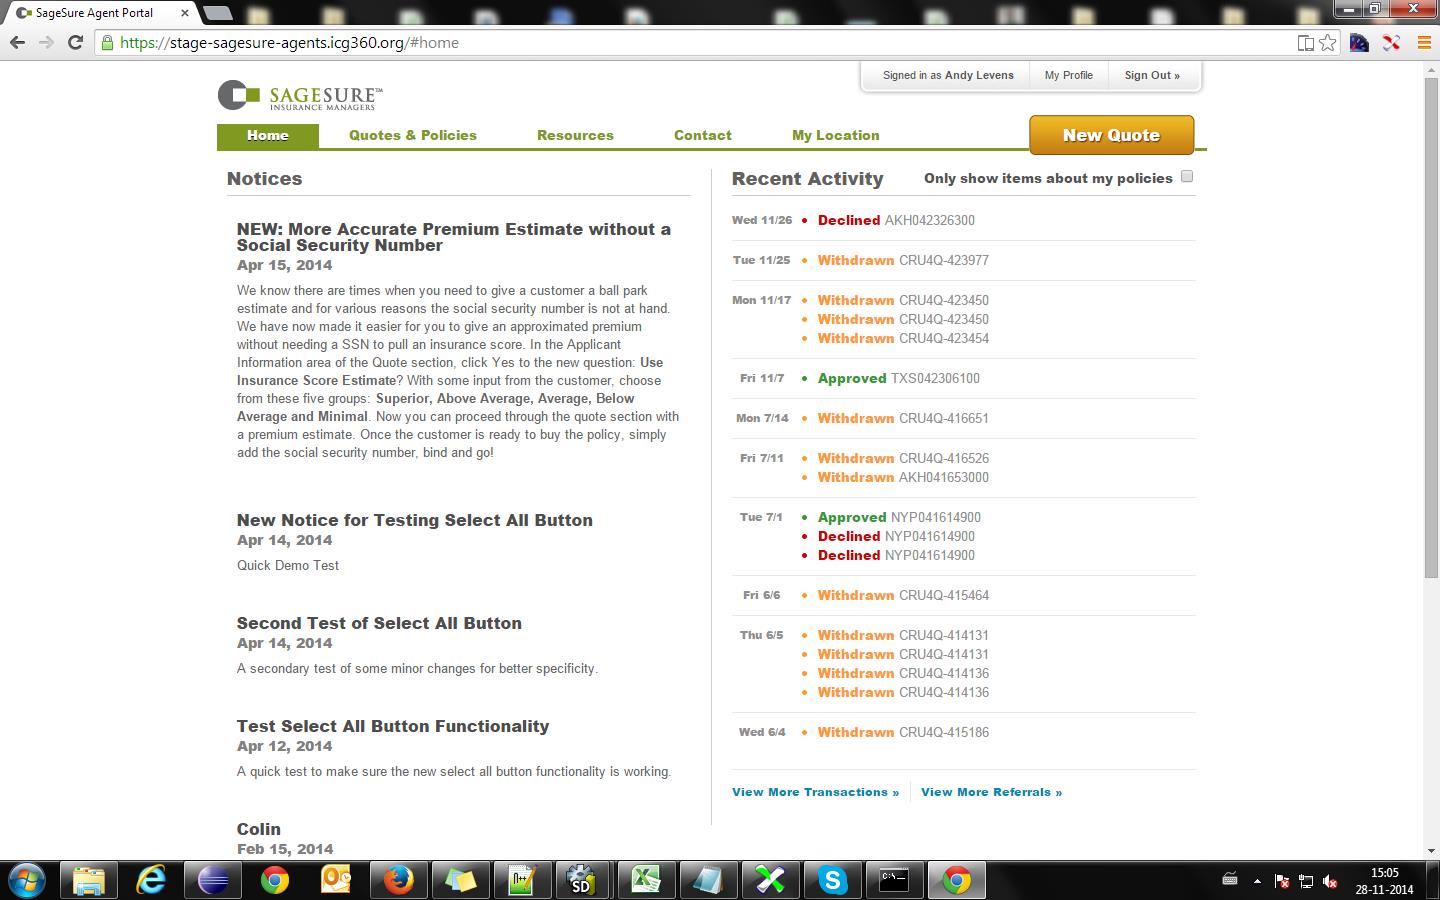 SageSure Agent Portal
https://stage-sagesure-agents.icg360.org/#home
Signed in as Andy Levens
My Profile
Sign Out »
SAGESURE™
INSURANCE MANAGERS
Home
Quotes & Policies
Resources
Contact
My Location
New Quote
Notices
NEW: More Accurate Premium Estimate without a
Social Security Number
Apr 15, 2014
We know there are times when you need to give a customer a ball park
estimate and for various reasons the social security number is not at hand.
We have now made it easier for you to give an approximated premium
without needing a SSN to pull an insurance score. In the Applicant
Information area of the Quote section, click Yes to the new question: Use
Insurance Score Estimate? With some input from the customer, choose
from these five groups: Superior, Above Average, Average, Below
Average and Minimal. Now you can proceed through the quote section with
a premium estimate. Once the customer is ready to buy the policy, simply
add the social security number, bind and go!
New Notice for Testing Select All Button
Apr 14, 2014
Quick Demo Test
Second Test of Select All Button
Apr 14, 2014
A secondary test of some minor changes for better specificity.
Test Select All Button Functionality
Apr 12, 2014
A quick test to make sure the new select all button functionality is working.
Colin
Feb 15, 2014
Recent Activity
Only show items about my policies
Wed 11/26 • Declined AKH042326300
Tue 11/25 • Withdrawn CRU4Q-423977
Mon 11/17 • Withdrawn CRU4Q-423450
• Withdrawn CRU4Q-423450
• Withdrawn CRU4Q-423454
Fri 11/7 • Approved TXS042306100
Mon 7/14 • Withdrawn CRU4Q-416651
Fri 7/11 • Withdrawn CRU4Q-416526
• Withdrawn AKH041653000
Tue 7/1 • Approved NYP041614900
• Declined NYP041614900
• Declined NYP041614900
Fri 6/6 • Withdrawn CRU4Q-415464
Thu 6/5 • Withdrawn CRU4Q-414131
• Withdrawn CRU4Q-414131
• Withdrawn CRU4Q-414136
• Withdrawn CRU4Q-414136
Wed 6/4 • Withdrawn CRU4Q-415186
View More Transactions »
View More Referrals »
N++
SD
C:\_
15:05
28-11-2014